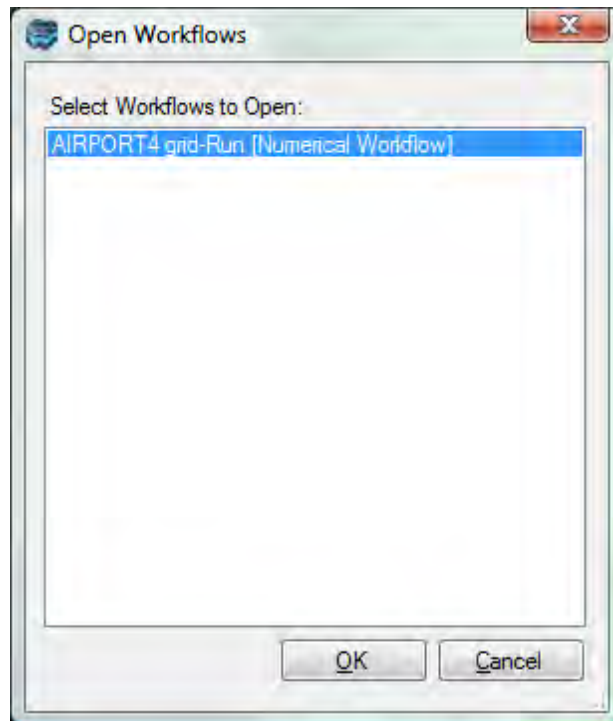 Open Workflows
Select Workflows to Open:
AIRPORT4 grid-Run [Numerical Workflow]
OK
Cancel